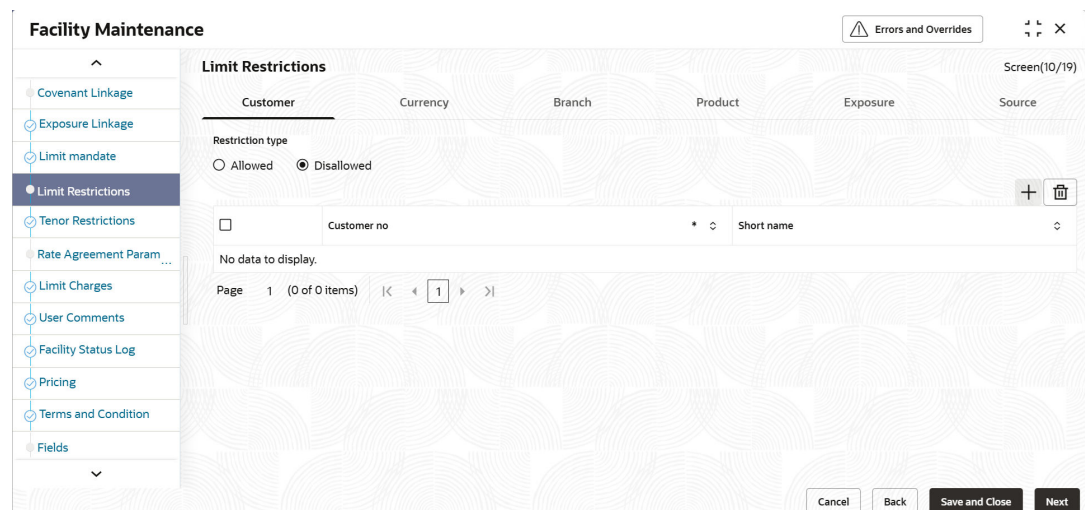 Facility Maintenance
Errors and Overrides
Covenant Linkage
Exposure Linkage
Limit mandate
Limit Restrictions
Tenor Restrictions
Rate Agreement Param...
Limit Charges
User Comments
Facility Status Log
Pricing
Terms and Condition
Fields
Limit Restrictions
Screen(10/19)
Customer Currency Branch Product Exposure Source
Restriction type
Allowed Disallowed
Customer no * Short name
No data to display.
Page 1 (0 of 0 items) 1
Cancel Back Save and Close Next